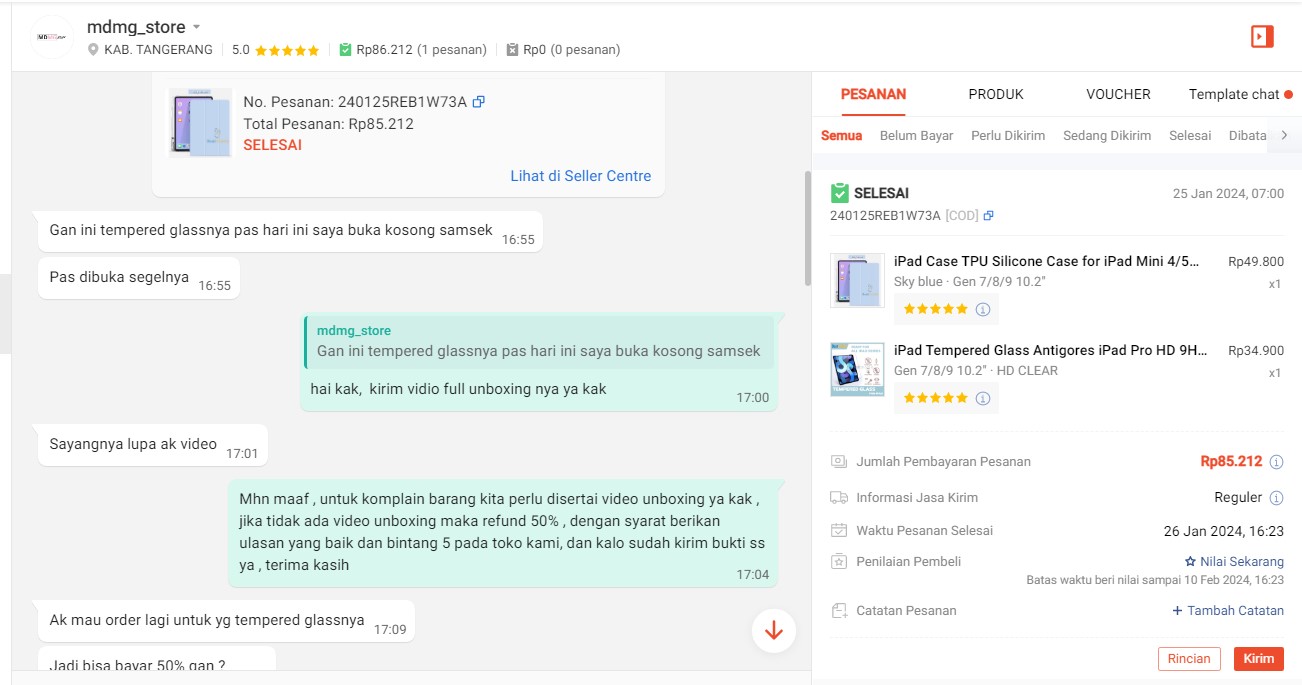 mdmg_store
KAB. TANGERANG 5.0 Rp86.212 (1 pesanan) Rp0 (0 pesanan)
No. Pesanan: 240125REB1W73A
Total Pesanan: Rp85.212
SELESAI
Lihat di Seller Centre
Gan ini tempered glassnya pas hari ini saya buka kosong samsek 16:55
Pas dibuka segelnya 16:55
mdmg_store
Gan ini tempered glassnya pas hari ini saya buka kosong samsek
hai kak, kirim vidio full unboxing nya ya kak
17:00
Sayangnya lupa ak video 17:01
Mhn maaf , untuk komplain barang kita perlu disertai video unboxing ya kak ,
jika tidak ada video unboxing maka refund 50% , dengan syarat berikan
ulasan yang baik dan bintang 5 pada toko kami, dan kalo sudah kirim bukti ss
ya , terima kasih
17:04
Ak mau order lagi untuk yg tempered glassnya 17:09
Jadi bisa bayar 50% gan ?
PESANAN PRODUK VOUCHER Template chat
Semua Belum Bayar Perlu Dikirim Sedang Dikirim Selesai Dibata
SELESAI 25 Jan 2024, 07:00
240125REB1W73A [COD]
iPad Case TPU Silicone Case for iPad Mini 4/5... Rp49.800
Sky blue · Gen 7/8/9 10.2" x1
iPad Tempered Glass Antigores iPad Pro HD 9H... Rp34.900
Gen 7/8/9 10.2" · HD CLEAR x1
Jumlah Pembayaran Pesanan Rp85.212
Informasi Jasa Kirim Reguler
Waktu Pesanan Selesai 26 Jan 2024, 16:23
Penilaian Pembeli Nilai Sekarang
Batas waktu beri nilai sampai 10 Feb 2024, 16:23
Catatan Pesanan + Tambah Catatan
Rincian Kirim